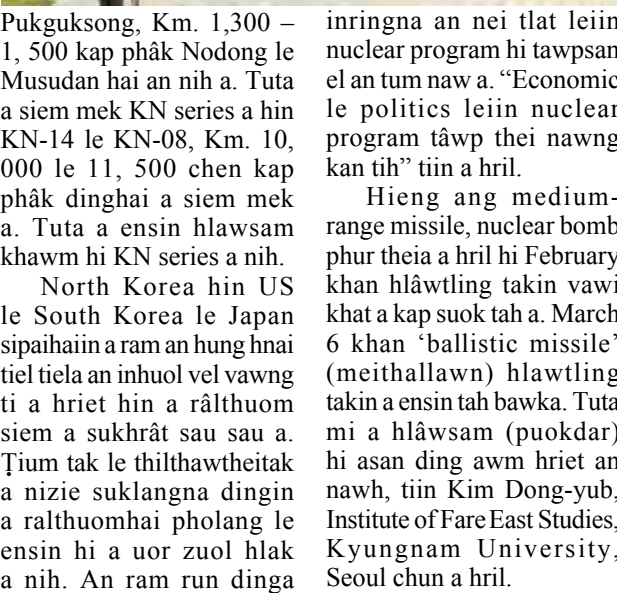 Pukguksong, Km. 1,300 –
1, 500 kap phâk Nodong le
Musudan hai an nih a. Tuta
a siem mek KN series a hin
KN-14 le KN-08, Km. 10,
000 le 11, 500 chen kap
phâk dinghai a siem mek
a. Tuta a ensin hlawsam
khawm hi KN series a nih.
North Korea hin US
le South Korea le Japan
sipaihaiin a ram an hung hnai
tiel tiela an inhuol vel vawng
ti a hriet hin a râlthuom
siem a sukhrât sau sau a.
Ṭium tak le thilthawtheitak
a nizie suklangna dingin
a ralthuomhai pholang le
ensin hi a uor zuol hlak
a nih. An ram run dinga
inringna an nei tlat leiin
nuclear program hi tawpsan
el an tum naw a. “Economic
le politics leiin nuclear
program tâwp thei nawng
kan tih” tiin a hril.
Hieng ang medium-
range missile, nuclear bomb
phur theia a hril hi February
khan hlâwtling takin vawi
khat a kap suok tah a. March
6 khan ‘ballistic missile’
(meithallawn) hlawtling
takin a ensin tah bawka. Tuta
mi a hlâwsam (puokdar)
hi asan ding awm hriet an
nawh, tiin Kim Dong-yub,
Institute of Fare East Studies,
Kyungnam University,
Seoul chun a hril.